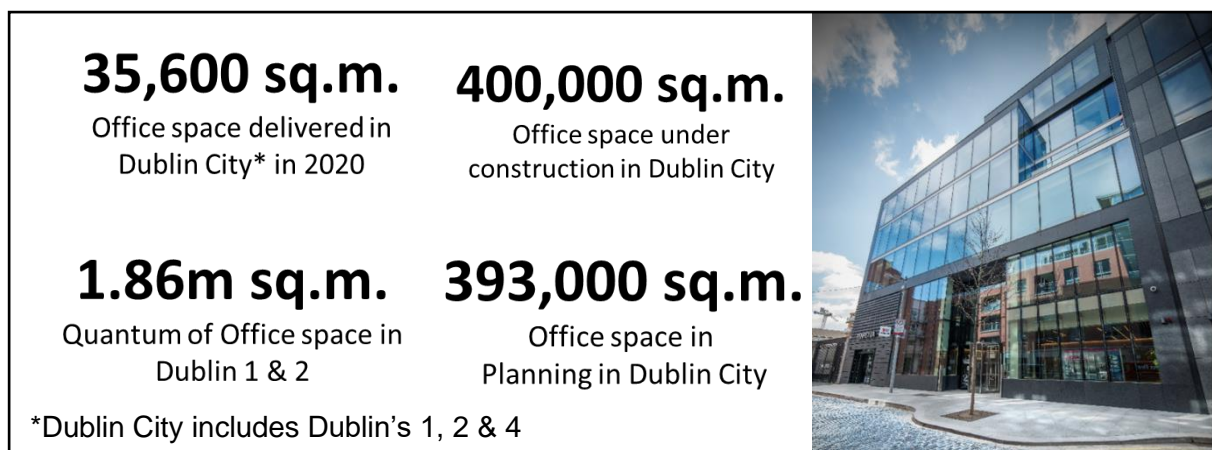 35,600 sq.m.
Office space delivered in
Dublin City* in 2020
400,000 sq.m.
Office space under
construction in Dublin City
1.86m sq.m.
Quantum of Office space in
Dublin 1 & 2
393,000 sq.m.
Office space in
Planning in Dublin City
*Dublin City includes Dublin's 1, 2 & 4